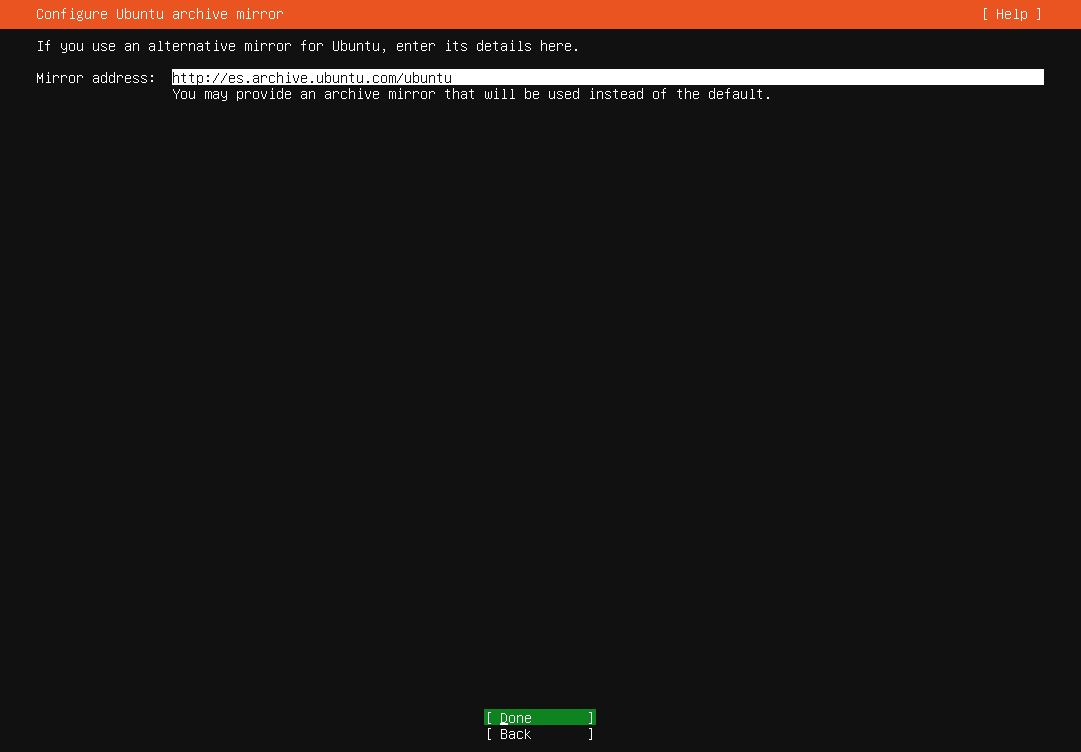 Configure Ubuntu archive mirror [ Help ]
If you use an alternative mirror for Ubuntu, enter its details here.
Mirror address: http://es.archive.ubuntu.com/ubuntu
You may provide an archive mirror that will be used instead of the default.
[ Done ]
[ Back ]